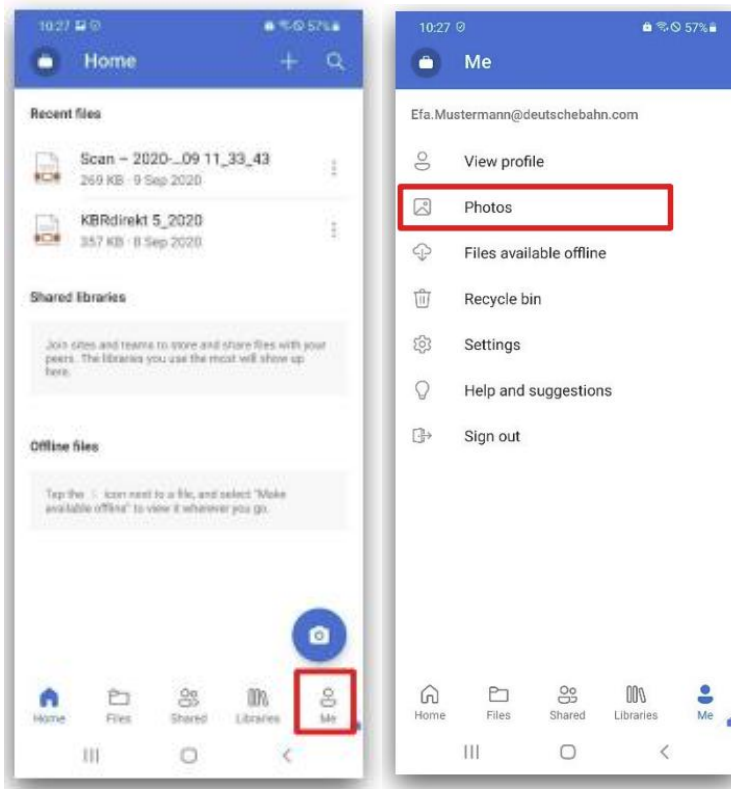 10:27 57%
Home
Recent files
Scan – 2020-...09 11_33_43
269 KB · 9 Sep 2020
KBRdirekt 5_2020
357 KB · 8 Sep 2020
Shared libraries
Join sites and teams to store and share files with your
peers. The libraries you use the most will show up
here.
Offline files
Tap the ⋮ icon next to a file, and select "Make
available offline" to view it wherever you go.
Home Files Shared Libraries Me
10:27 57%
Me
Efa.Mustermann@deutschebahn.com
View profile
Photos
Files available offline
Recycle bin
Settings
Help and suggestions
Sign out
Home Files Shared Libraries Me